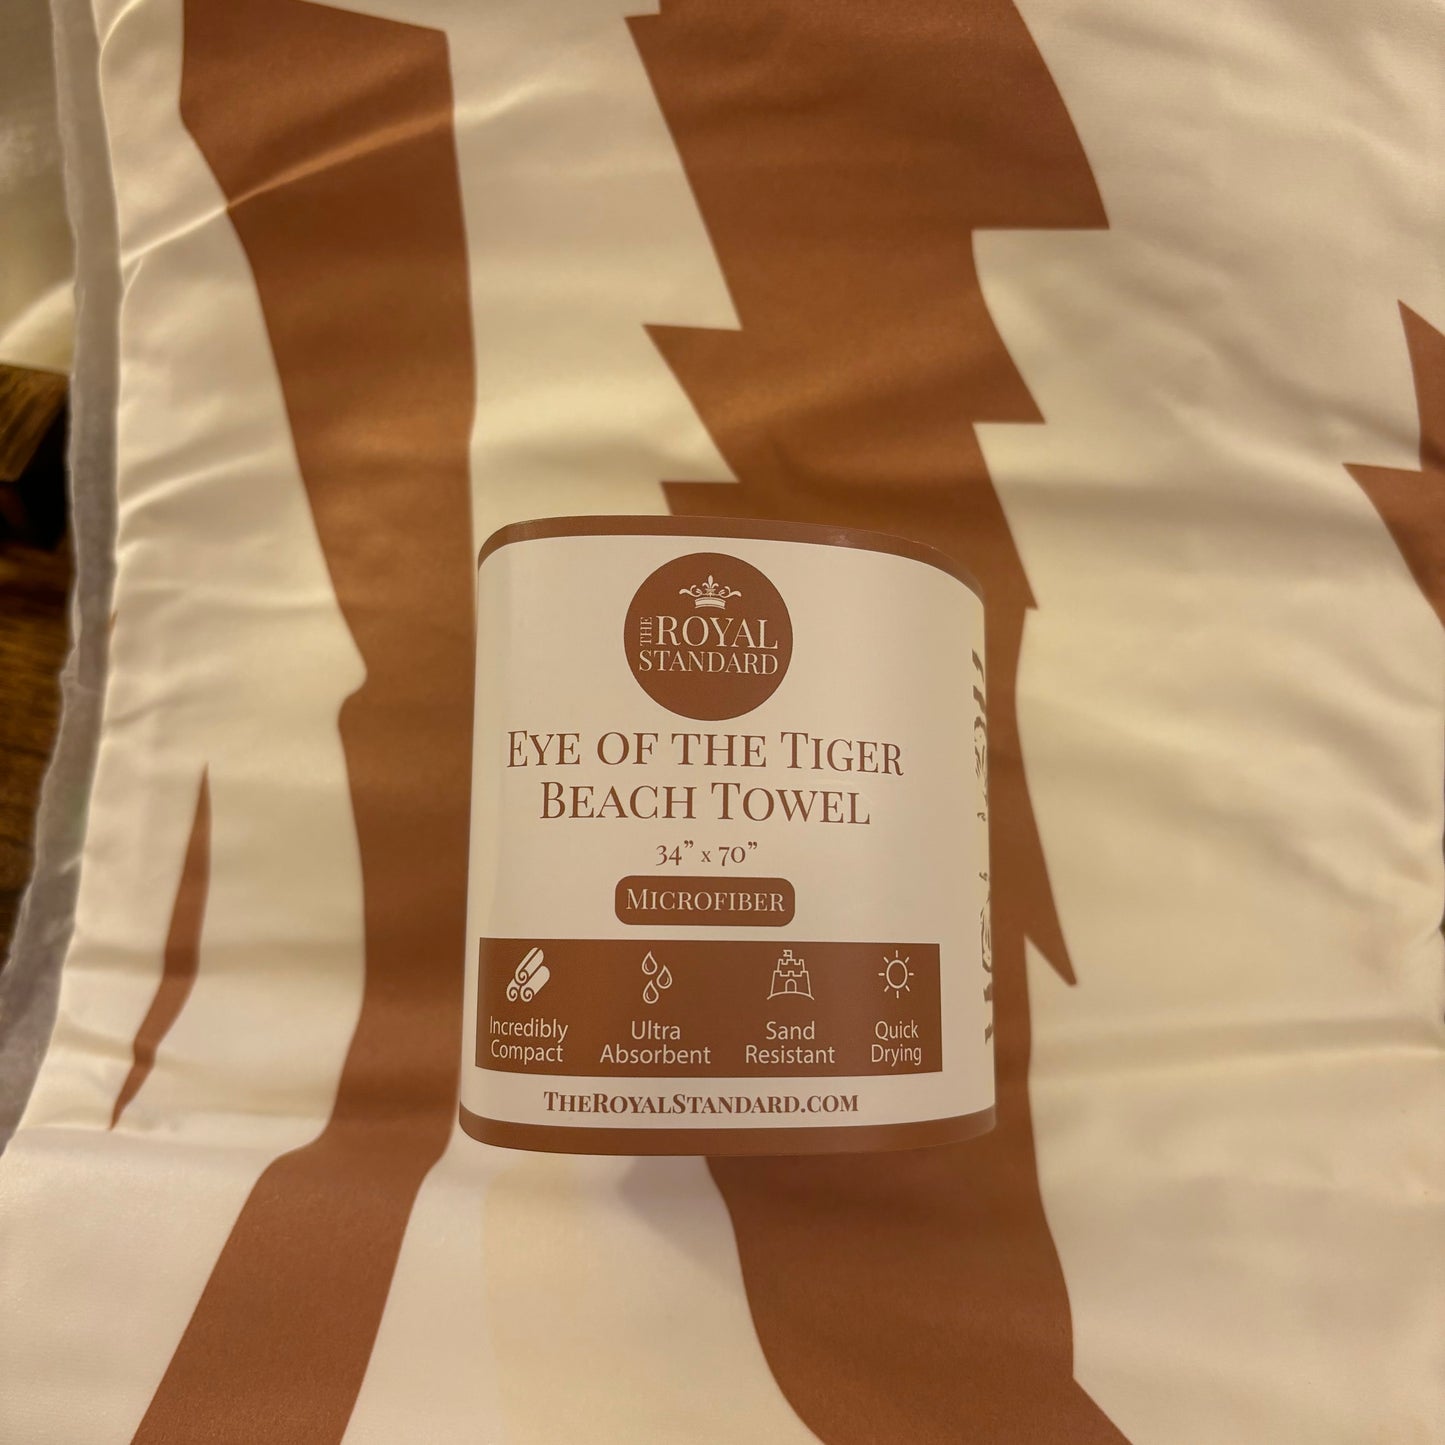 THE ROYAL
STANDARD
EYE OF THE TIGER
BEACH TOWEL
34” x 70”
MICROFIBER
Incredibly
Compact
Ultra
Absorbent
Sand
Resistant
Quick
Drying
THEROYALSTANDARD.COM